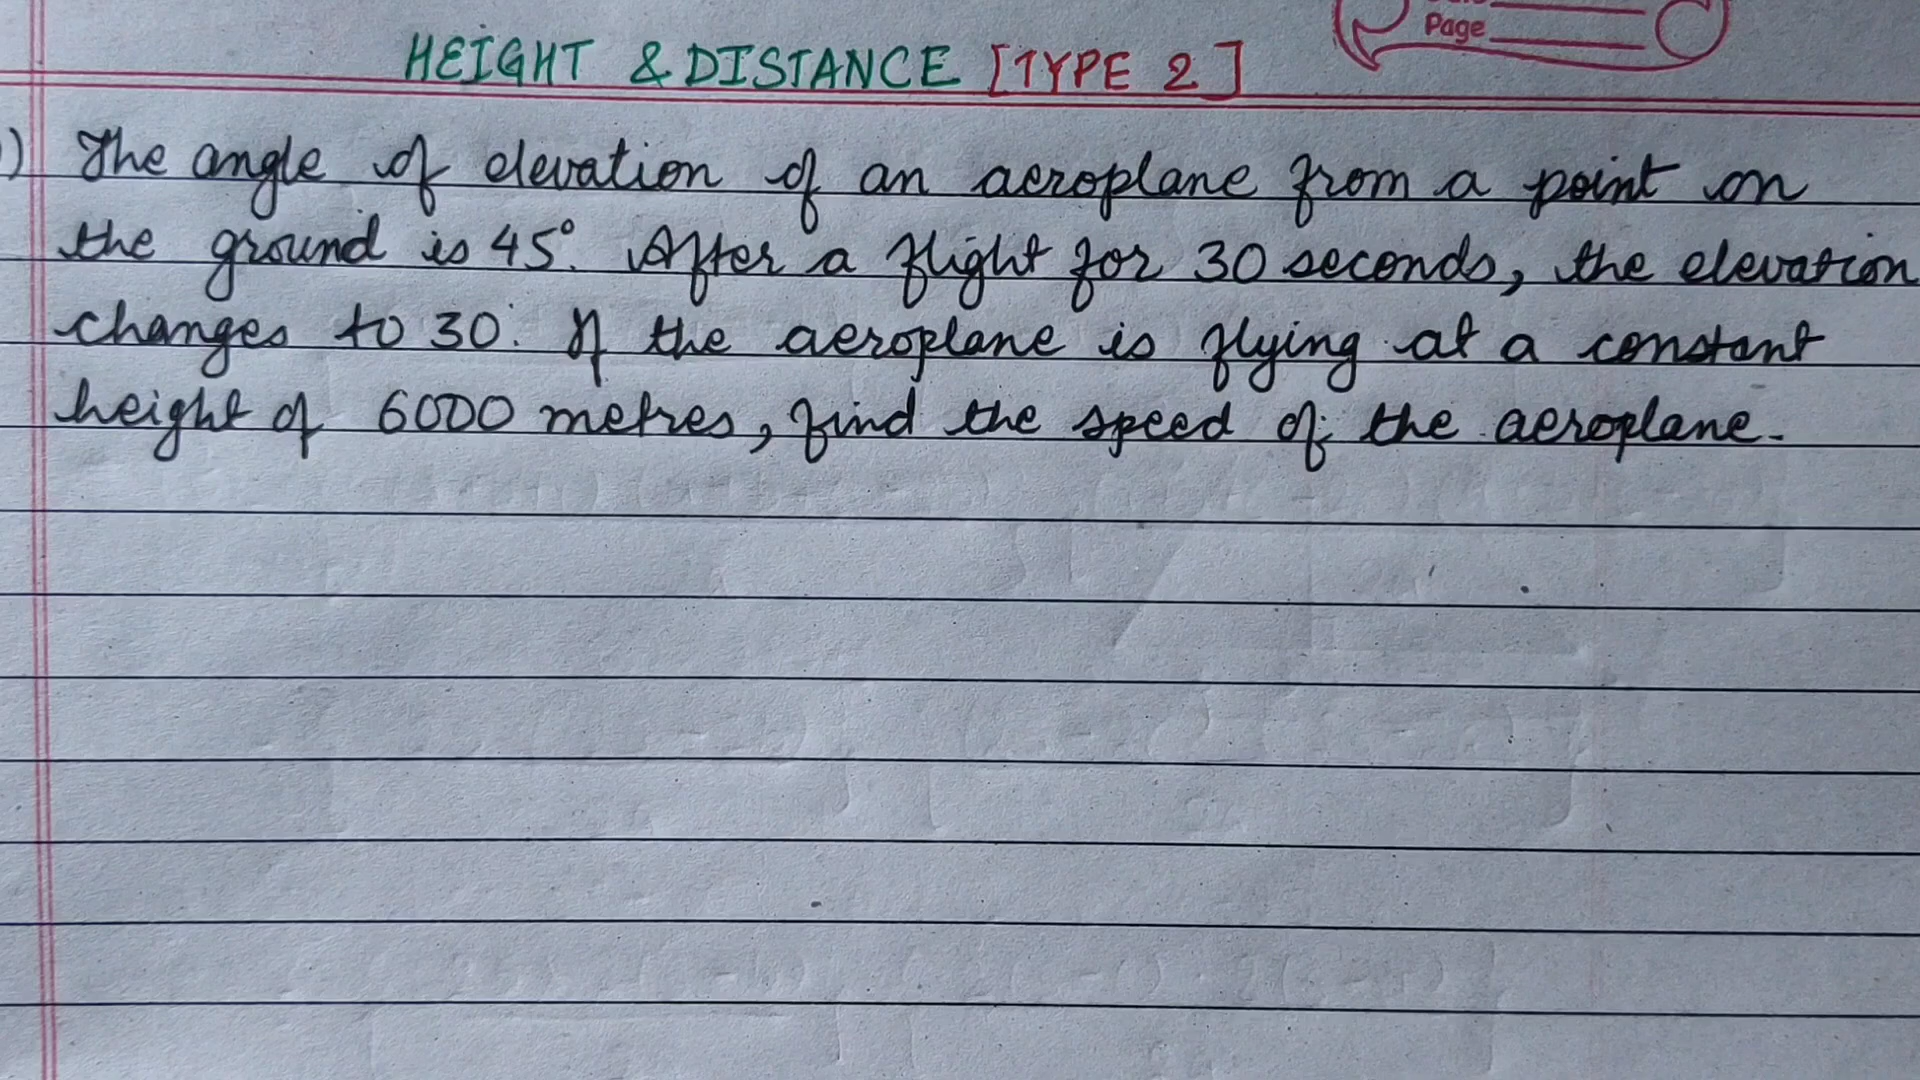 Page
HEIGHT & DISTANCE [TYPE 2]
) The angle of elevation of an aeroplane from a point on
the ground is 45°. After a flight for 30 seconds, the elevation
changes to 30°. If the aeroplane is flying at a constant
height of 6000 metres, find the speed of the aeroplane.